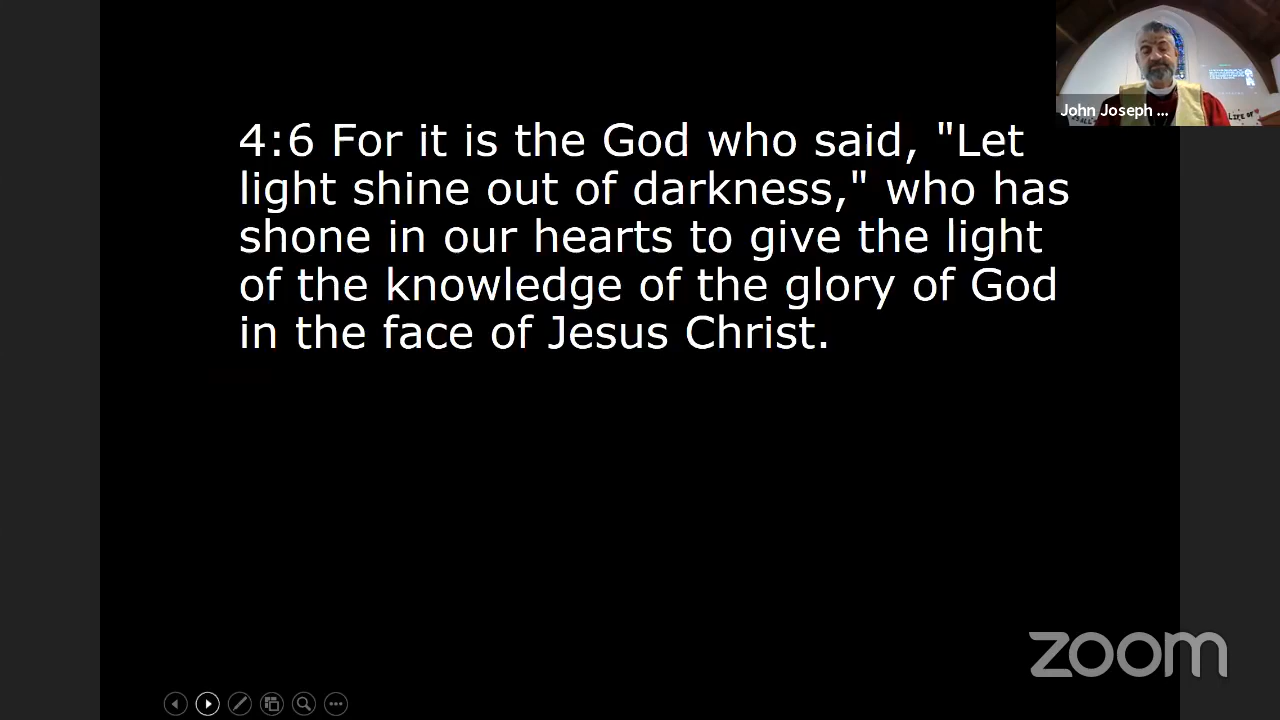 4:6 For it is the God who said, "Let
light shine out of darkness," who has
shone in our hearts to give the light
of the knowledge of the glory of God
in the face of Jesus Christ.
John Joseph ...
LIFE OF
zoom